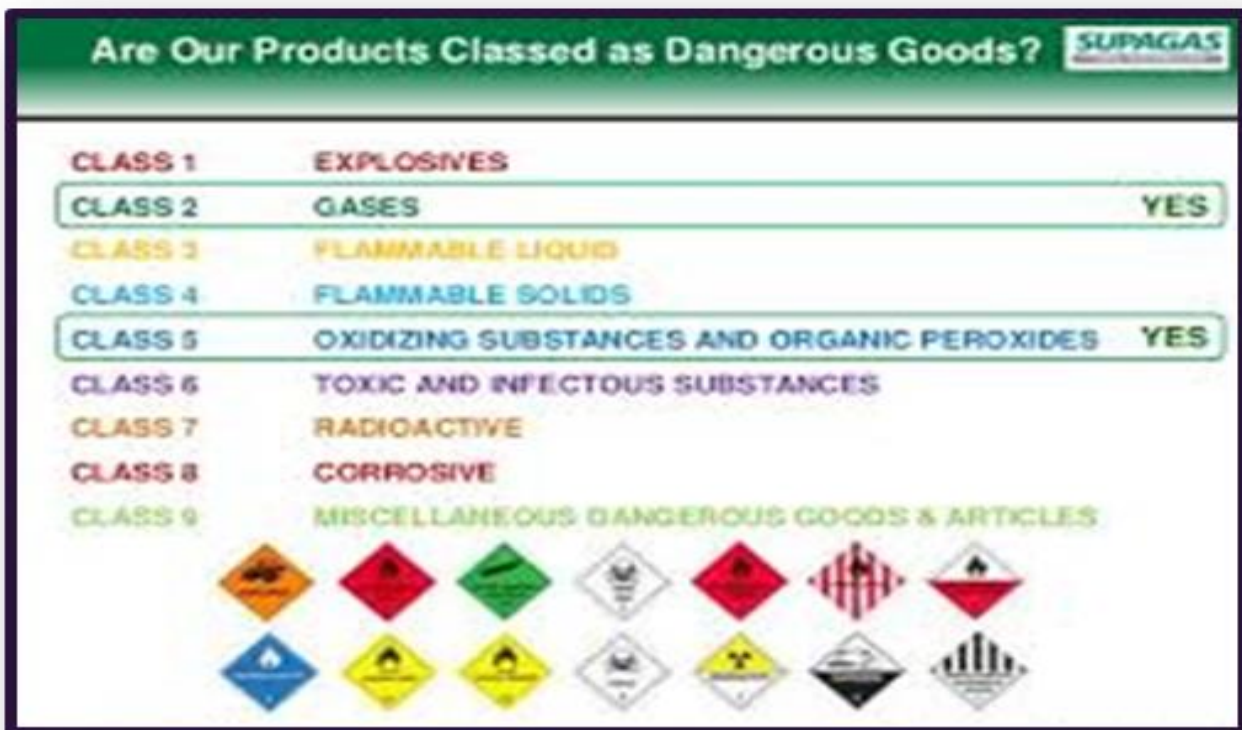 Are Our Products Classed as Dangerous Goods?
SUPAGAS
CLASS 1 EXPLOSIVES
CLASS 2 GASES YES
CLASS 3 FLAMMABLE LIQUID
CLASS 4 FLAMMABLE SOLIDS
CLASS 5 OXIDIZING SUBSTANCES AND ORGANIC PEROXIDES YES
CLASS 6 TOXIC AND INFECTOUS SUBSTANCES
CLASS 7 RADIOACTIVE
CLASS 8 CORROSIVE
CLASS 9 MISCELLANEOUS DANGEROUS GOODS & ARTICLES